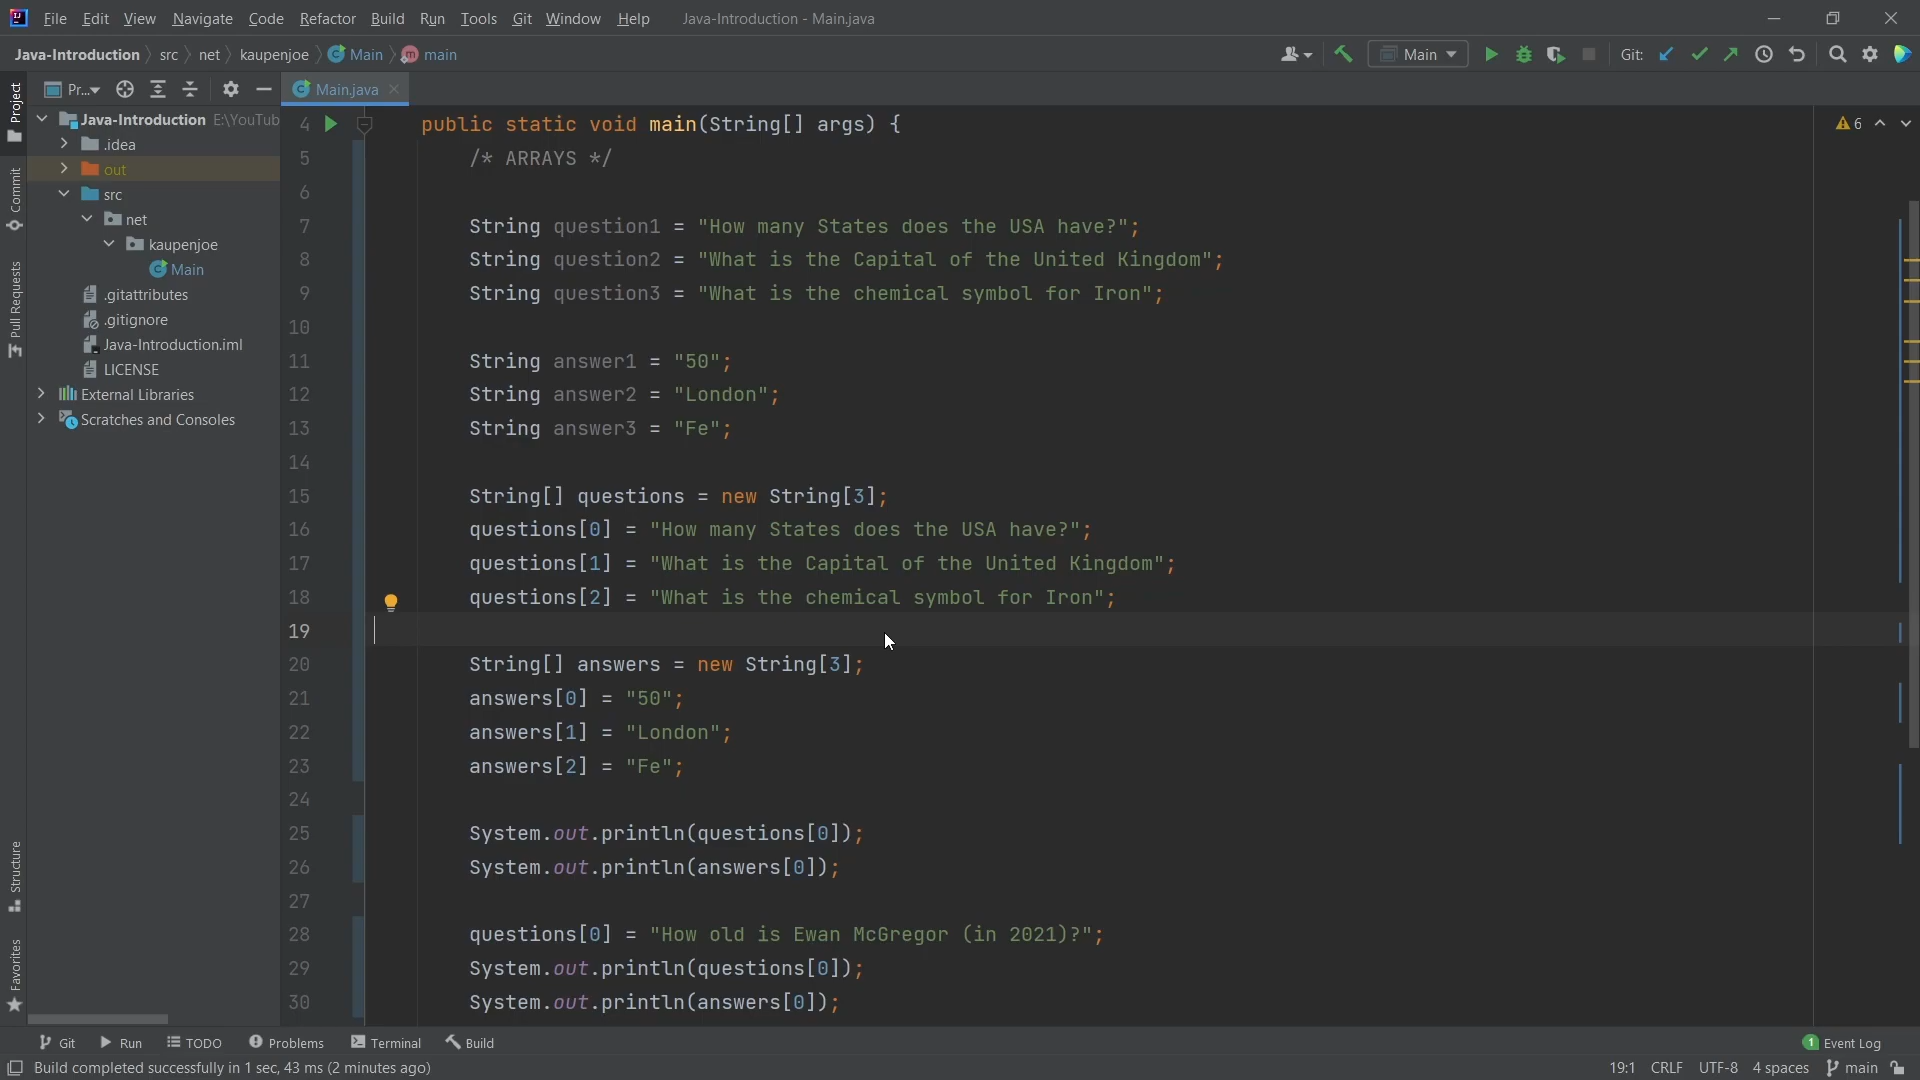 File Edit View Navigate Code Refactor Build Run Tools Git Window Help Java-Introduction - Main.java
Java-Introduction src net kaupenjoe Main main Main Git:
Project
Commit
Pull Requests
Structure
Favorites
Pr...
Java-Introduction E:\YouTub
.idea
out
src
net
kaupenjoe
Main
.gitattributes
.gitignore
Java-Introduction.iml
LICENSE
External Libraries
Scratches and Consoles
Main.java
6
4 public static void main(String[] args) {
5 /* ARRAYS */
6
7 String question1 = "How many States does the USA have?";
8 String question2 = "What is the Capital of the United Kingdom";
9 String question3 = "What is the chemical symbol for Iron";
10
11 String answer1 = "50";
12 String answer2 = "London";
13 String answer3 = "Fe";
14
15 String[] questions = new String[3];
16 questions[0] = "How many States does the USA have?";
17 questions[1] = "What is the Capital of the United Kingdom";
18 questions[2] = "What is the chemical symbol for Iron";
19
20 String[] answers = new String[3];
21 answers[0] = "50";
22 answers[1] = "London";
23 answers[2] = "Fe";
24
25 System.out.println(questions[0]);
26 System.out.println(answers[0]);
27
28 questions[0] = "How old is Ewan McGregor (in 2021)?";
29 System.out.println(questions[0]);
30 System.out.println(answers[0]);
Git Run TODO Problems Terminal Build 1 Event Log
Build completed successfully in 1 sec, 43 ms (2 minutes ago) 19:1 CRLF UTF-8 4 spaces main